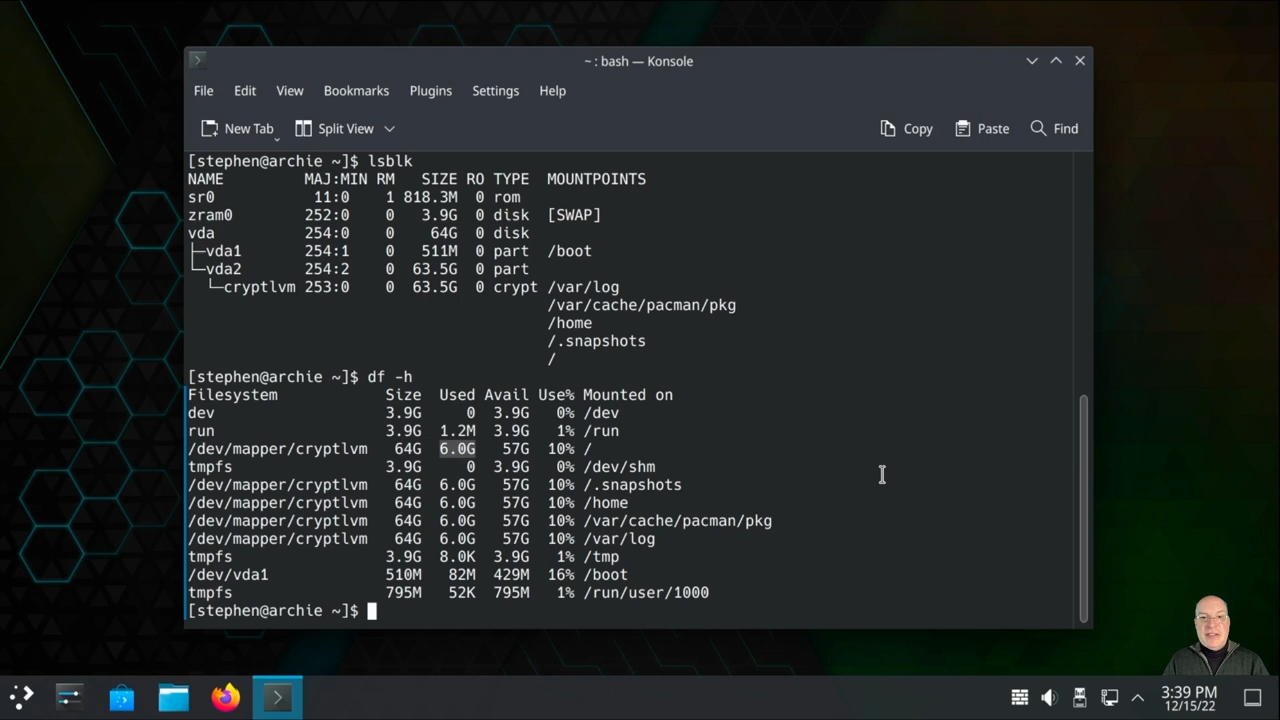 ~ : bash — Konsole
File Edit View Bookmarks Plugins Settings Help
New Tab Split View Copy Paste Find
[stephen@archie ~]$ lsblk
NAME MAJ:MIN RM SIZE RO TYPE MOUNTPOINTS
sr0 11:0 1 818.3M 0 rom
zram0 252:0 0 3.9G 0 disk [SWAP]
vda 254:0 0 64G 0 disk
├─vda1 254:1 0 511M 0 part /boot
└─vda2 254:2 0 63.5G 0 part
└─cryptlvm 253:0 0 63.5G 0 crypt /var/log
/var/cache/pacman/pkg
/home
/.snapshots
/
[stephen@archie ~]$ df -h
Filesystem Size Used Avail Use% Mounted on
dev 3.9G 0 3.9G 0% /dev
run 3.9G 1.2M 3.9G 1% /run
/dev/mapper/cryptlvm 64G 6.0G 57G 10% /
tmpfs 3.9G 0 3.9G 0% /dev/shm
/dev/mapper/cryptlvm 64G 6.0G 57G 10% /.snapshots
/dev/mapper/cryptlvm 64G 6.0G 57G 10% /home
/dev/mapper/cryptlvm 64G 6.0G 57G 10% /var/cache/pacman/pkg
/dev/mapper/cryptlvm 64G 6.0G 57G 10% /var/log
tmpfs 3.9G 8.0K 3.9G 1% /tmp
/dev/vda1 510M 82M 429M 16% /boot
tmpfs 795M 52K 795M 1% /run/user/1000
[stephen@archie ~]$
3:39 PM
12/15/22